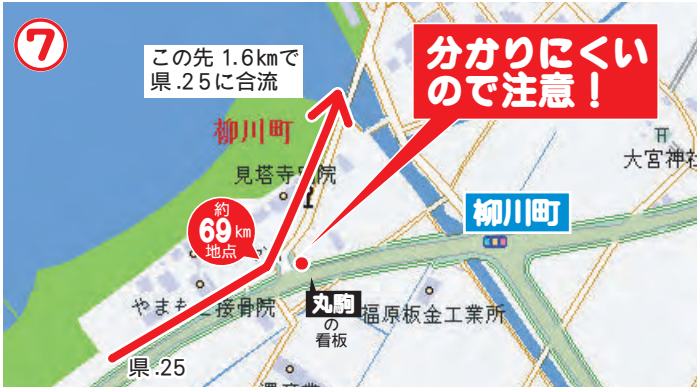 ⑦
この先 1.6kmで
県.25に合流
分かりにくい
ので注意！
柳川町
大宮神社
見塔寺
院
柳川町
約
69km
地点
やまも
接骨院
丸駒
の
看板
福原板金工業所
県.25